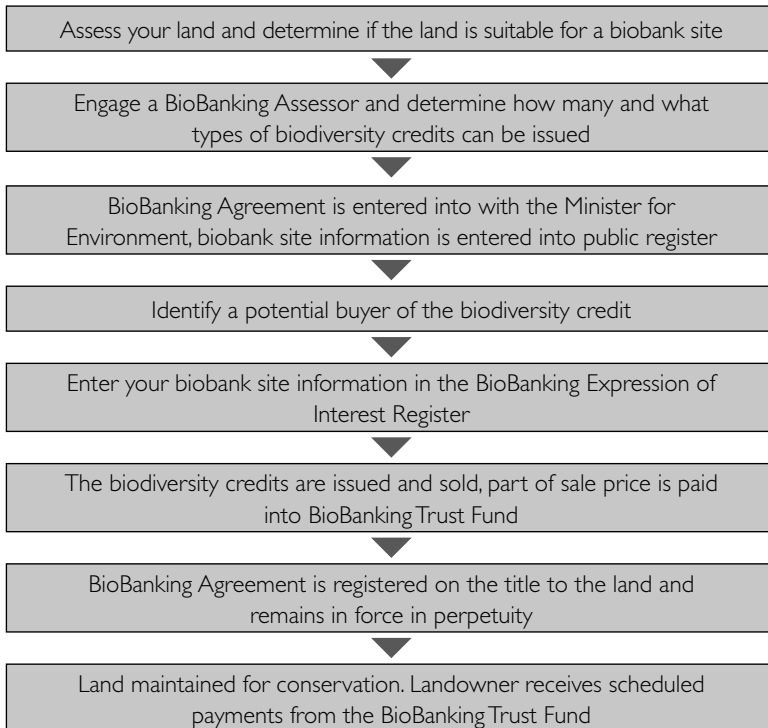 Assess your land and determine if the land is suitable for a biobank site
Engage a BioBanking Assessor and determine how many and what
types of biodiversity credits can be issued
BioBanking Agreement is entered into with the Minister for
Environment, biobank site information is entered into public register
Identify a potential buyer of the biodiversity credit
Enter your biobank site information in the BioBanking Expression of
Interest Register
The biodiversity credits are issued and sold, part of sale price is paid
into BioBanking Trust Fund
BioBanking Agreement is registered on the title to the land and
remains in force in perpetuity
Land maintained for conservation. Landowner receives scheduled
payments from the BioBanking Trust Fund